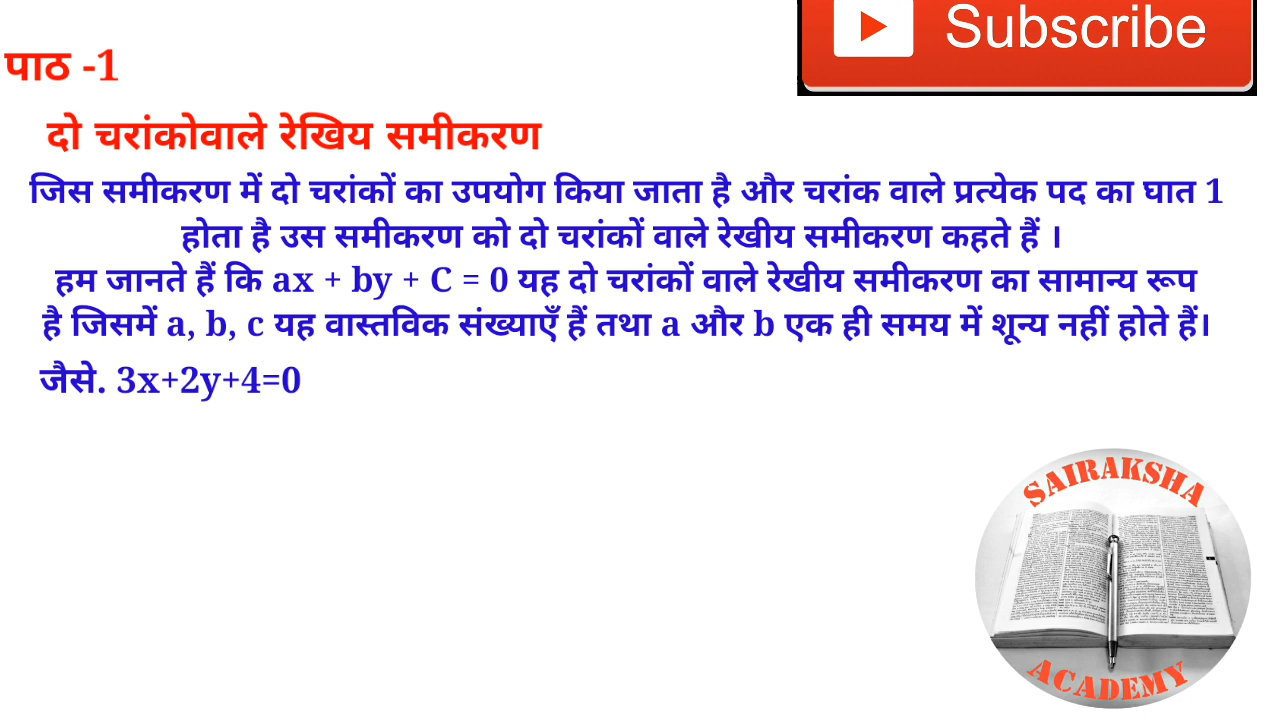 Subscribe
पाठ -1
दो चरांकोवाले रेखिय समीकरण
जिस समीकरण में दो चरांकों का उपयोग किया जाता है और चरांक वाले प्रत्येक पद का घात 1
होता है उस समीकरण को दो चरांकों वाले रेखीय समीकरण कहते हैं ।
हम जानते हैं कि ax + by + C = 0 यह दो चरांकों वाले रेखीय समीकरण का सामान्य रूप
है जिसमें a, b, c यह वास्तविक संख्याएँ हैं तथा a और b एक ही समय में शून्य नहीं होते हैं।
जैसे. 3x+2y+4=0
SAIRAKSHA
ACADEMY